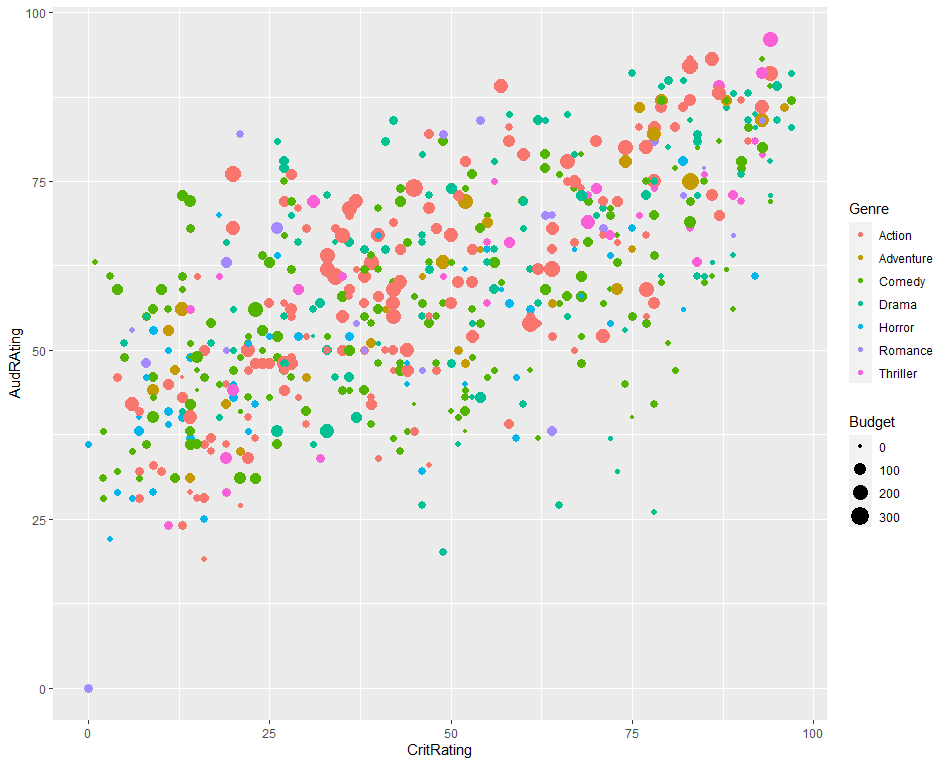 100
75
50
25
0
AudRAting
0
25
50
75
100
CritRating
Genre
Action
Adventure
Comedy
Drama
Horror
Romance
Thriller
Budget
0
100
200
300